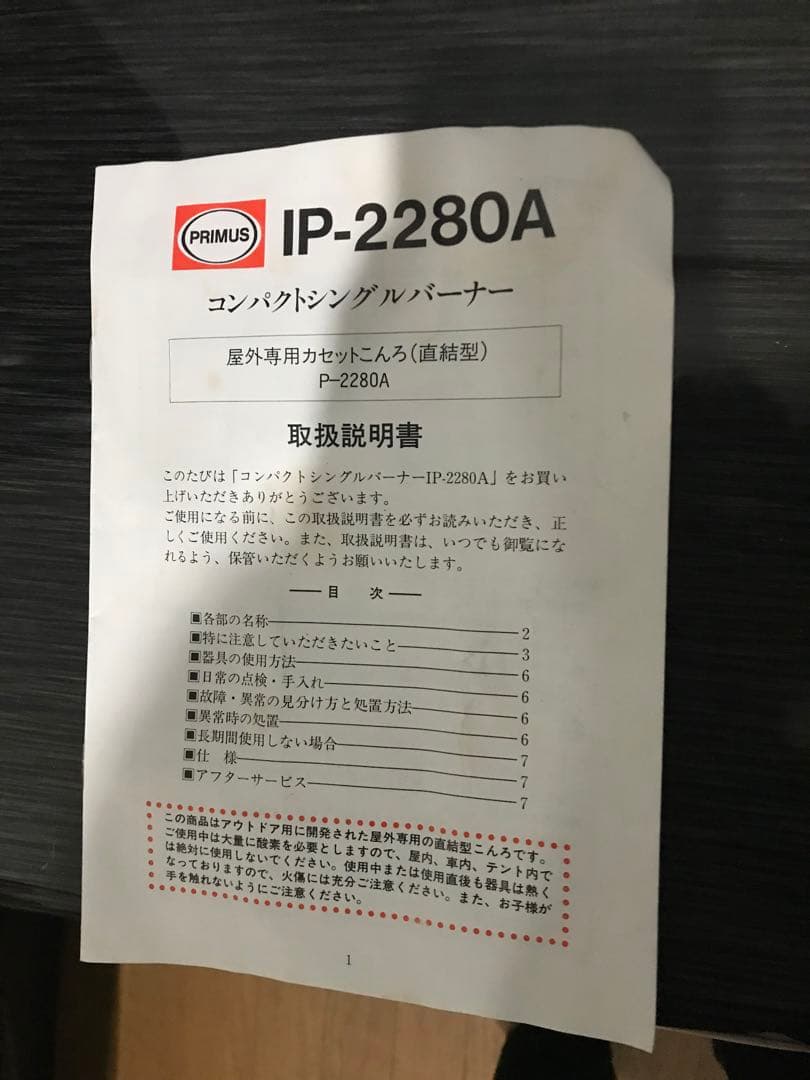 PRIMUS IP-2280A
コンパクトシングルバーナー
屋外専用カセットこんろ(直結型)
P-2280A
取扱説明書
このたびは「コンパクトシングルバーナーIP-2280A」をお買い
上げいただきありがとうございます。
ご使用になる前に、この取扱説明書を必ずお読みいただき、正
しくご使用ください。また、取扱説明書は、いつでも御覧にな
れるよう、保管いただくようお願いいたします。
目 次
▣各部の名称 2
▣特に注意していただきたいこと 3
▣器具の使用方法 6
▣日常の点検・手入れ 6
▣故障・異常の見分け方と処置方法 6
▣異常時の処置 6
▣長期間使用しない場合 7
▣仕 様 7
▣アフターサービス 7
この商品はアウトドア用に開発された屋外専用の直結型こんろです。
ご使用中は大量に酸素を必要としますので、屋内、車内、テント内で
は絶対に使用しないでください。使用中または使用直後も器具は熱く
なっておりますので、火傷には充分ご注意ください。また、お子様が
手を触れないようにご注意ください。
1